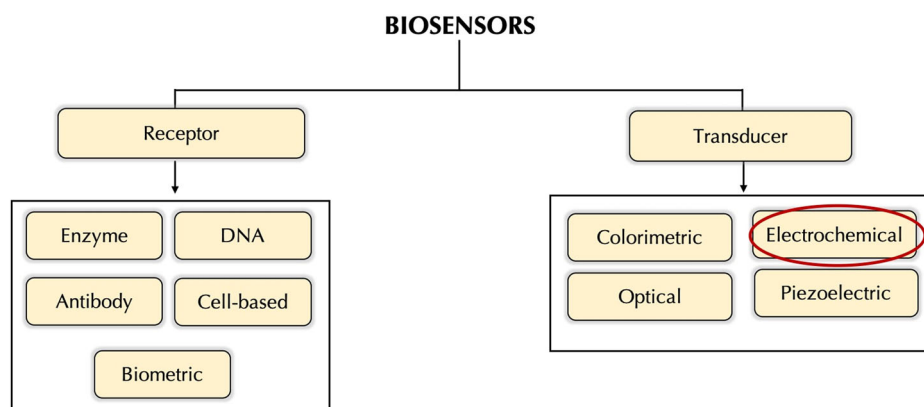 BIOSENSORS
Receptor
Transducer
Enzyme
DNA
Antibody
Cell-based
Biometric
Colorimetric
Electrochemical
Optical
Piezoelectric